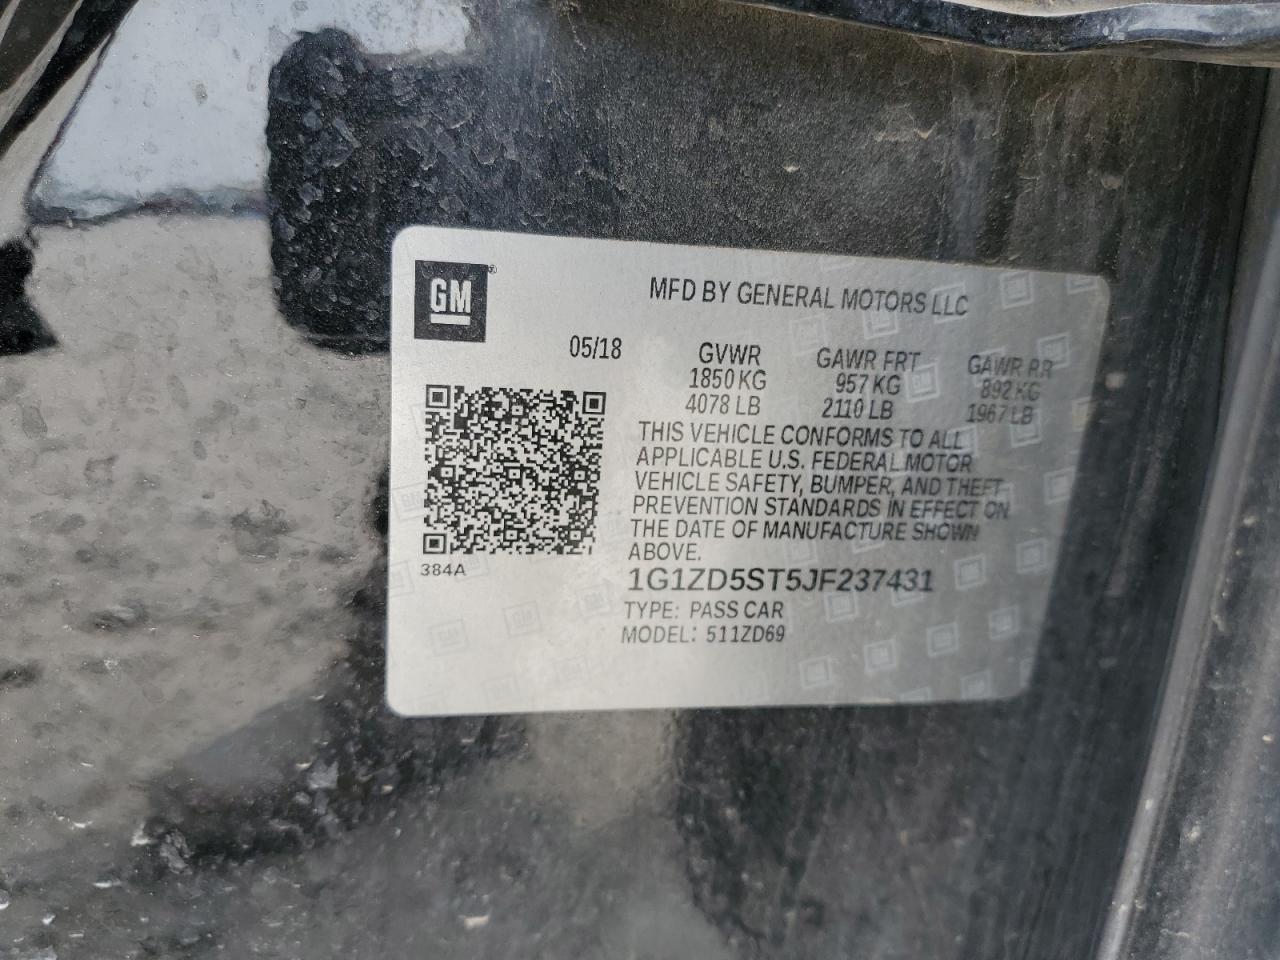 GM
MFD BY GENERAL MOTORS LLC
05/18
GVWR GAWR FRT GAWR RR
1850 KG 957 KG 892 KG
4078 LB 2110 LB 1967 LB
THIS VEHICLE CONFORMS TO ALL
APPLICABLE U.S. FEDERAL MOTOR
VEHICLE SAFETY, BUMPER, AND THEFT
PREVENTION STANDARDS IN EFFECT ON
THE DATE OF MANUFACTURE SHOWN
ABOVE.
384A
1G1ZD5ST5JF237431
TYPE: PASS CAR
MODEL: 511ZD69